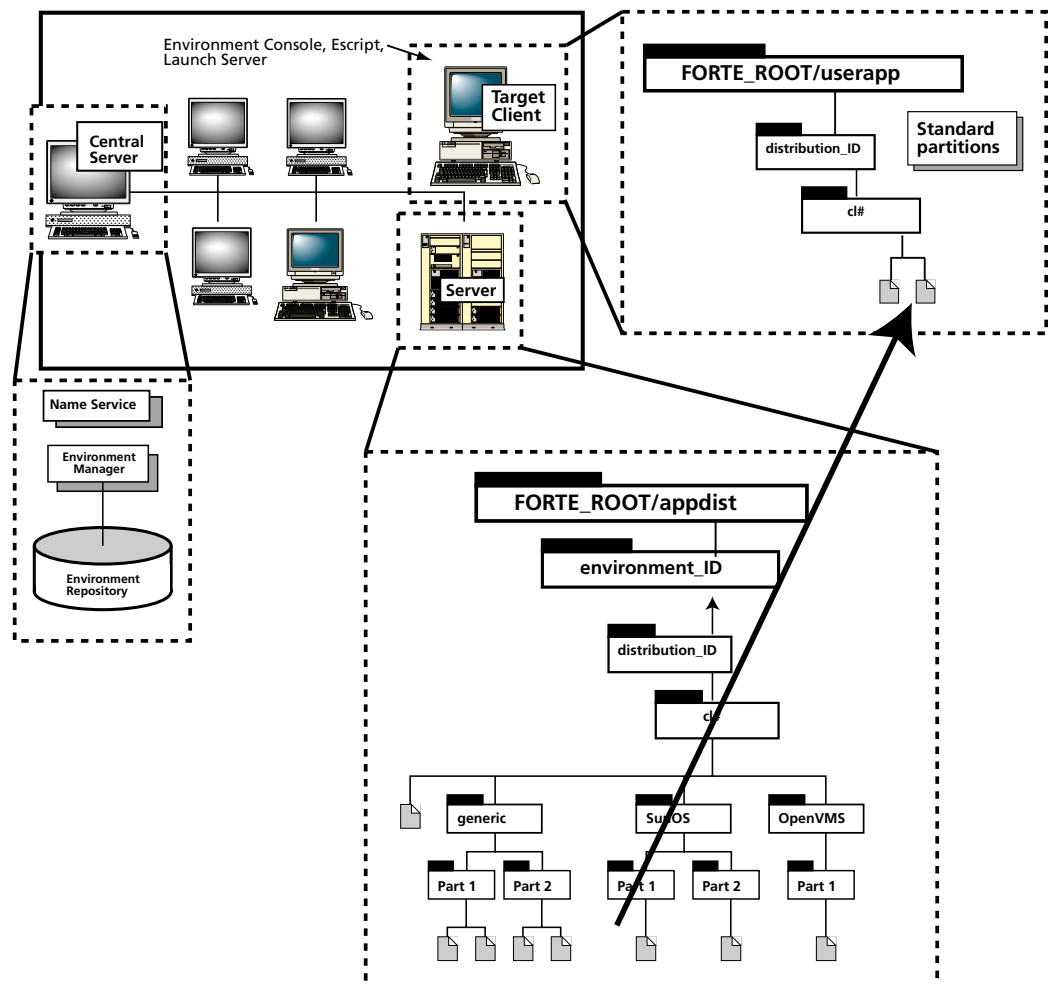 Environment Console, Escript,
Launch Server
Target
Client
Central
Server
Server
FORTE_ROOT/userapp
distribution_ID
cl#
Standard
partitions
Name Service
Environment
Manager
Environment
Repository
FORTE_ROOT/appdist
environment_ID
distribution_ID
cl#
generic
SunOS
OpenVMS
Part 1
Part 2
Part 1
Part 2
Part 1